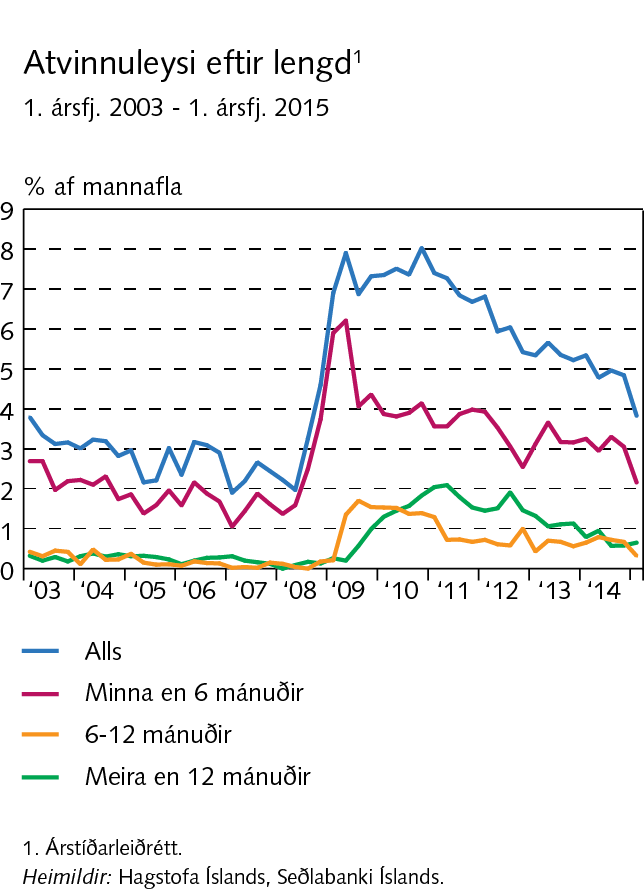 Atvinnuleysi eftir lengd¹
1. ársfj. 2003 - 1. ársfj. 2015
% af mannafla
9
8
7
6
5
4
3
2
1
0
‘03 ‘04 ‘05 ‘06 ‘07 ‘08 ‘09 ‘10 ‘11 ‘12 ‘13 ‘14
Alls
Minna en 6 mánuðir
6-12 mánuðir
Meira en 12 mánuðir
1. Árstíðarleiðrétt.
Heimildir: Hagstofa Íslands, Seðlabanki Íslands.